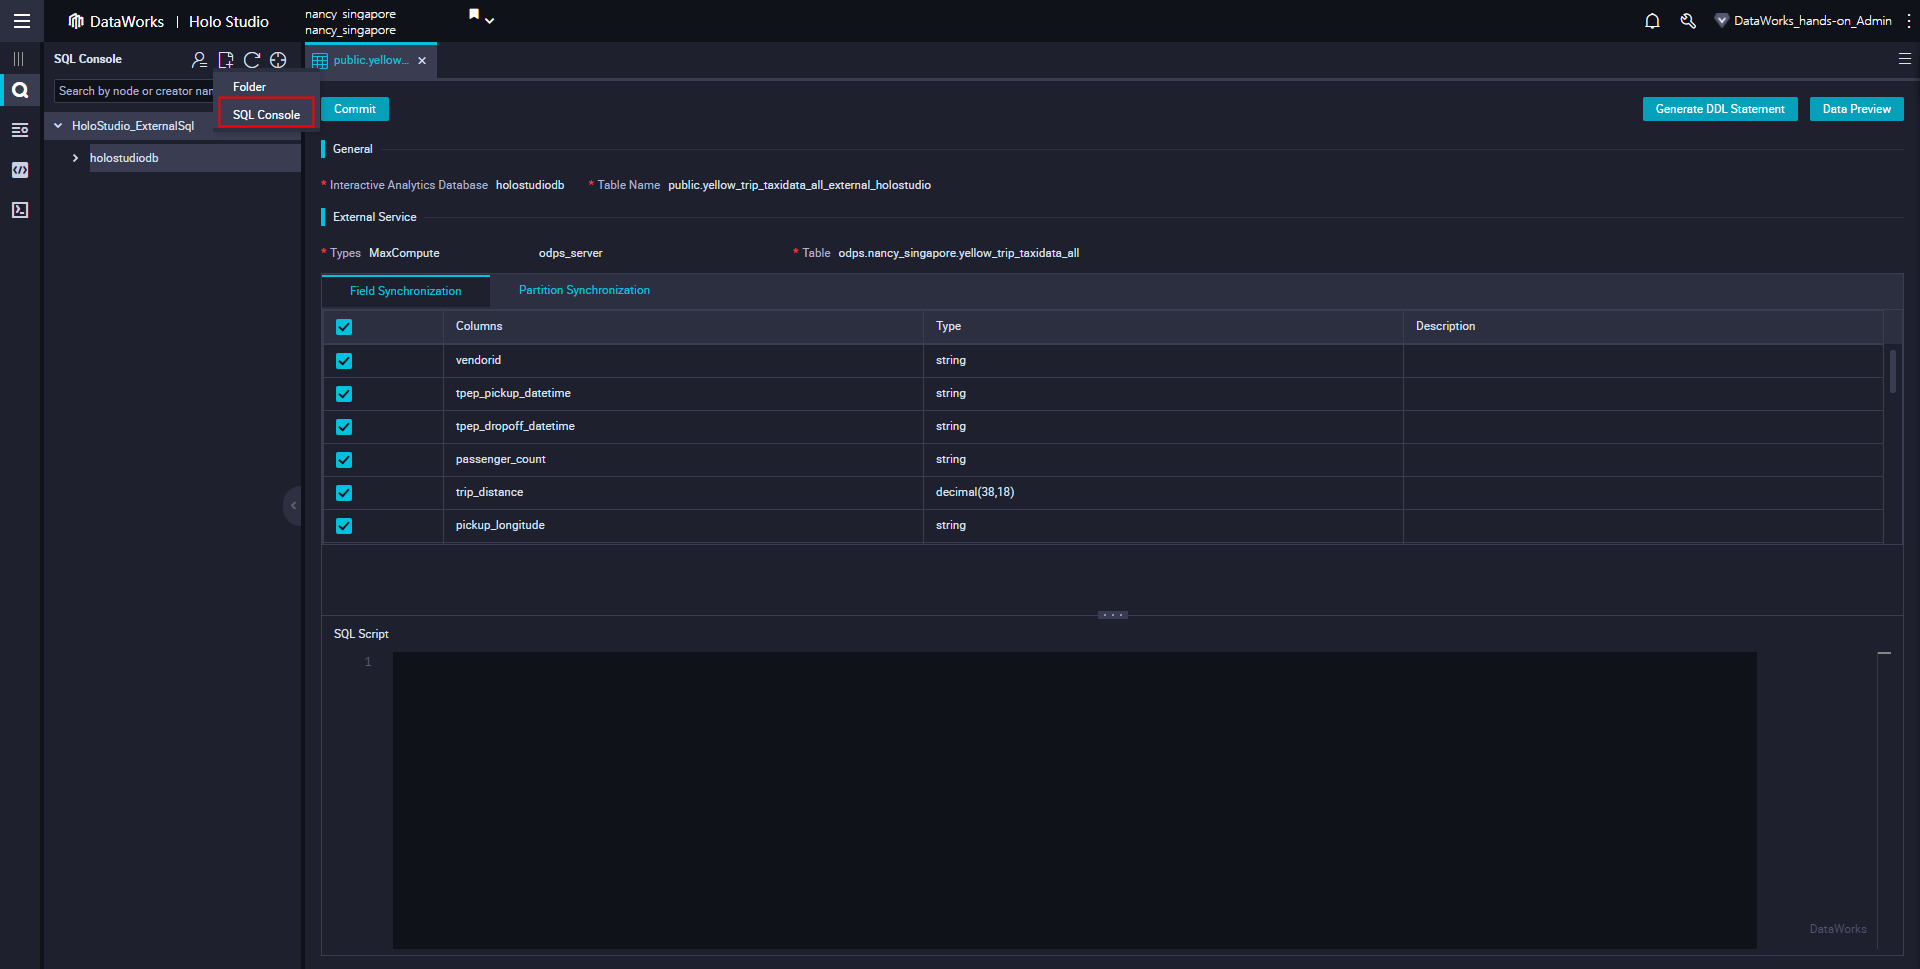 DataWorks | Holo Studio
nancy_singapore
nancy_singapore
DataWorks_hands-on_Admin
SQL Console
Search by node or creator nar
Folder
SQL Console
HoloStudio_ExternalSql
holostudiodb
public.yellow...
Commit
Generate DDL Statement
Data Preview
General
* Interactive Analytics Database holostudiodb
* Table Name public.yellow_trip_taxidata_all_external_holostudio
External Service
* Types MaxCompute odps_server
* Table odps.nancy_singapore.yellow_trip_taxidata_all
Field Synchronization
Partition Synchronization
Columns Type Description
vendorid string
tpep_pickup_datetime string
tpep_dropoff_datetime string
passenger_count string
trip_distance decimal(38,18)
pickup_longitude string
SQL Script
1
DataWorks